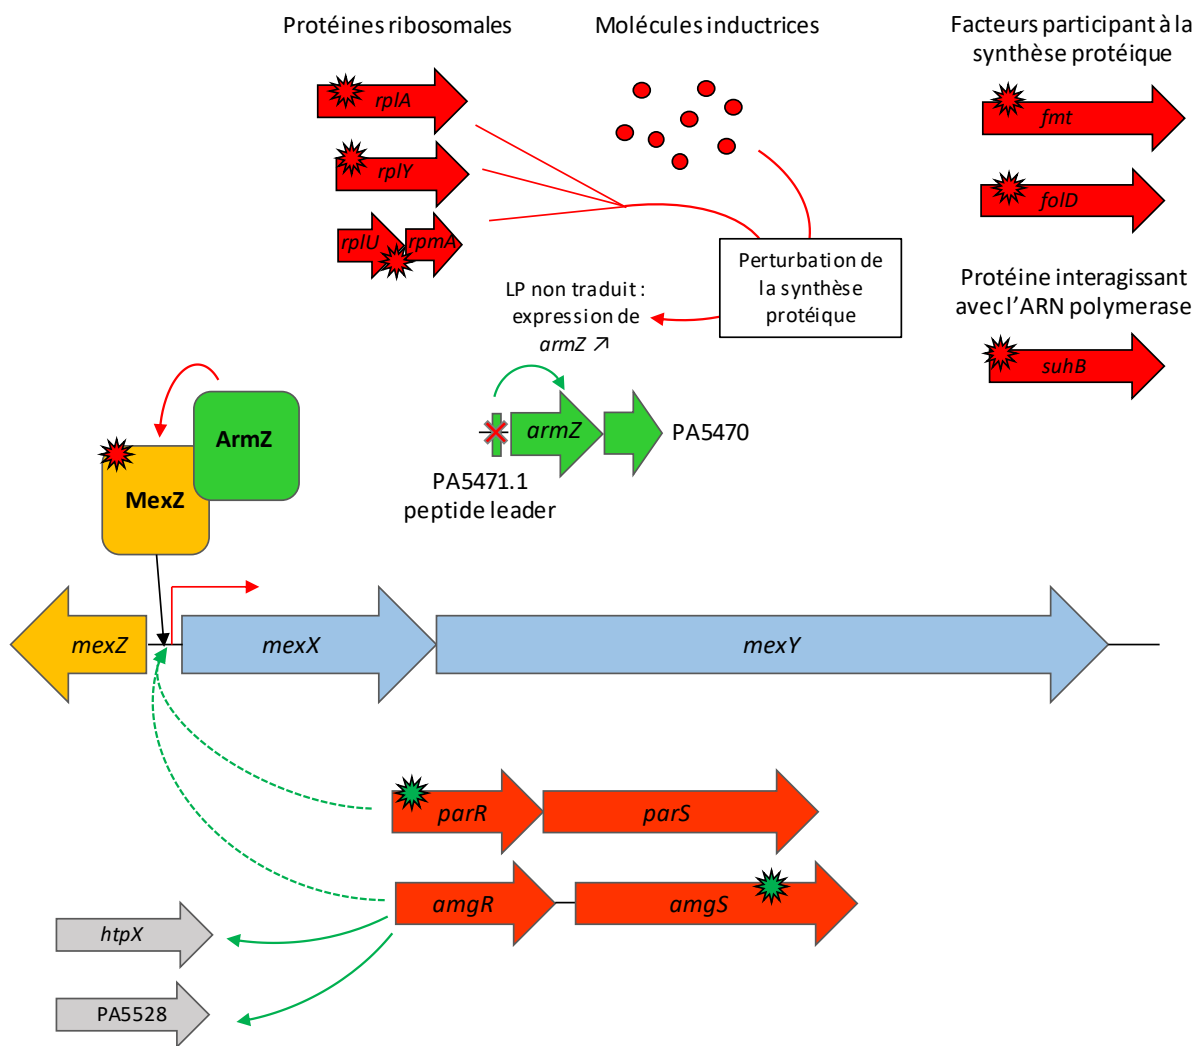 Protéines ribosomales
Molécules inductrices
Facteurs participant à la
synthèse protéique
rplA
fmt
rplY
folD
rplU
rpmA
Perturbation de
la synthèse
protéique
LP non traduit :
expression de
armZ ↗
Protéine interagissant
avec l’ARN polymerase
suhB
ArmZ
MexZ
armZ
PA5470
PA5471.1
peptide leader
mexZ
mexX
mexY
parR
parS
amgR
amgS
htpX
PA5528